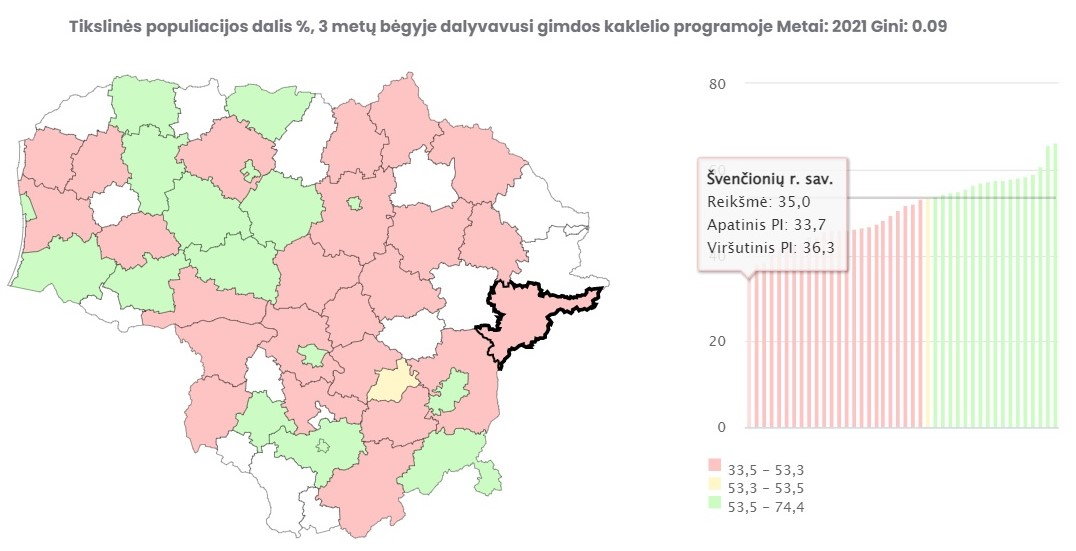 Tikslinės populiacijos dalis %, 3 metų bėgyje dalyvavusi gimdos kaklelio programoje Metai: 2021 Gini: 0.09
80
60
Švenčionių r. sav.
Reikšmė: 35,0
Apatinis PI: 33,7
Viršutinis PI: 36,3
40
20
0
33,5 – 53,3
53,3 – 53,5
53,5 – 74,4